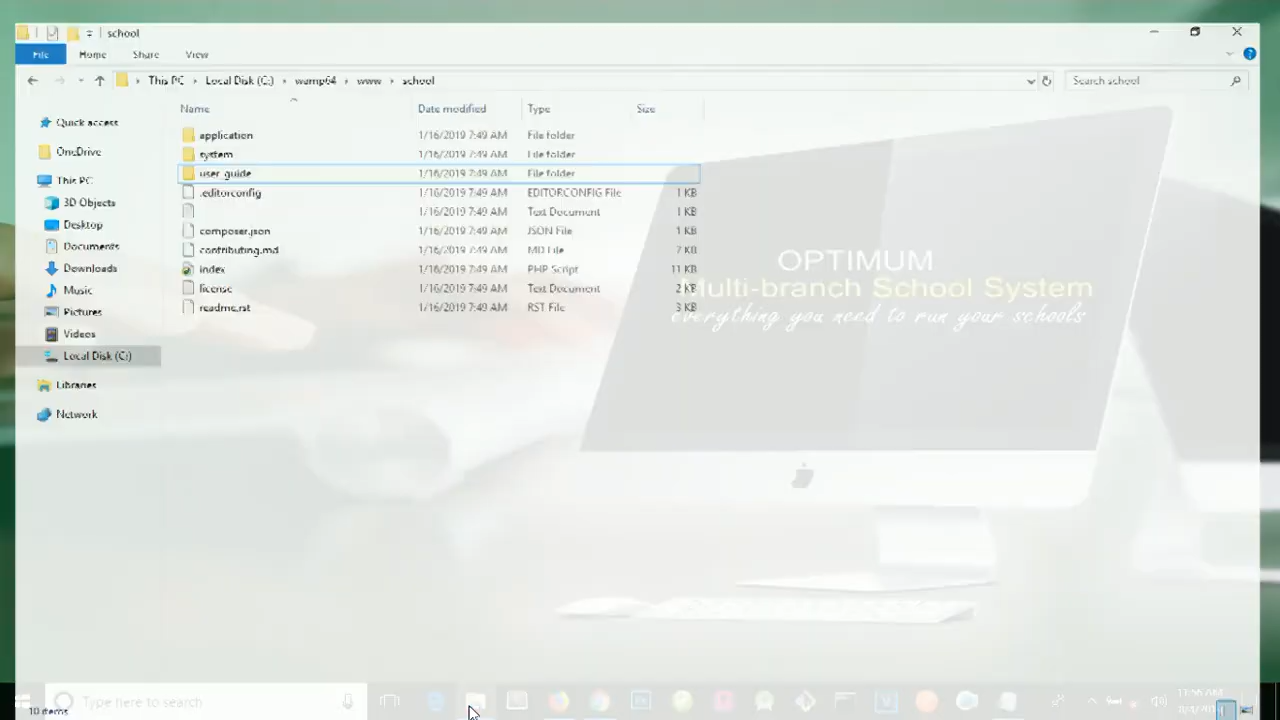 school
File Home Share View
This PC Local Disk (C:) wamp64 www school
Search school
Name Date modified Type Size
Quick access
OneDrive
This PC
3D Objects
Desktop
Documents
Downloads
Music
Pictures
Videos
Local Disk (C:)
Libraries
Network
application 1/16/2019 7:49 AM File folder
system 1/16/2019 7:49 AM File folder
user_guide 1/16/2019 7:49 AM File folder
.editorconfig 1/16/2019 7:49 AM EDITORCONFIG File 1 KB
1/16/2019 7:49 AM Text Document 1 KB
composer.json 1/16/2019 7:49 AM JSON File 1 KB
contributing.md 1/16/2019 7:49 AM MD File 7 KB
index 1/16/2019 7:49 AM PHP Script 11 KB
license 1/16/2019 7:49 AM Text Document 2 KB
readme.rst 1/16/2019 7:49 AM RST File 3 KB
OPTIMUM
Multi-branch School System
everything you need to run your schools
Type here to search
10 items